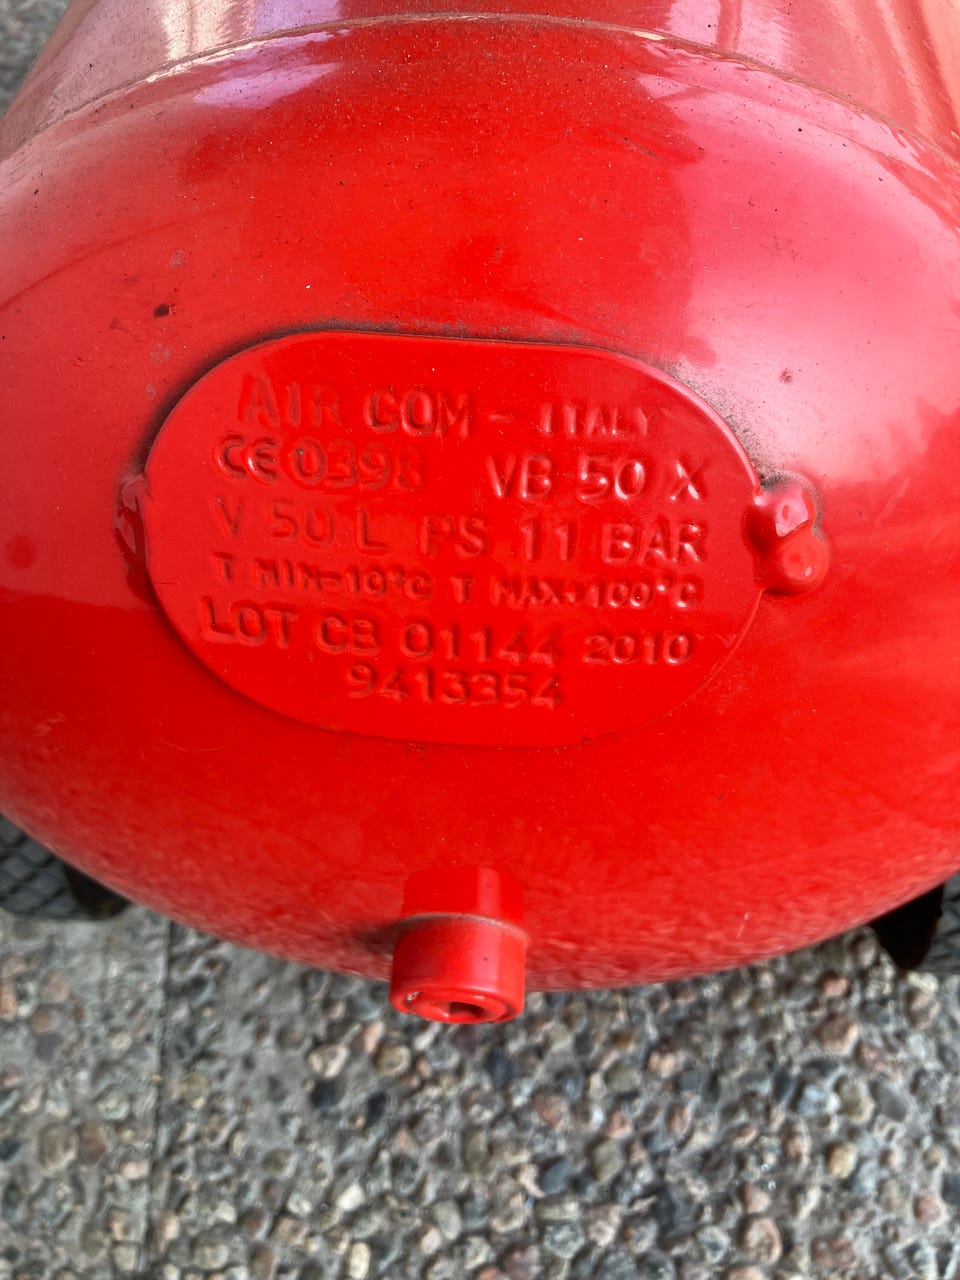 AIR COM - ITALY
CE 0398 VB 50 X
V 50 L PS 11 BAR
T MIN-10°C T MAX+100°C
LOT CB 01144 2010
9413354